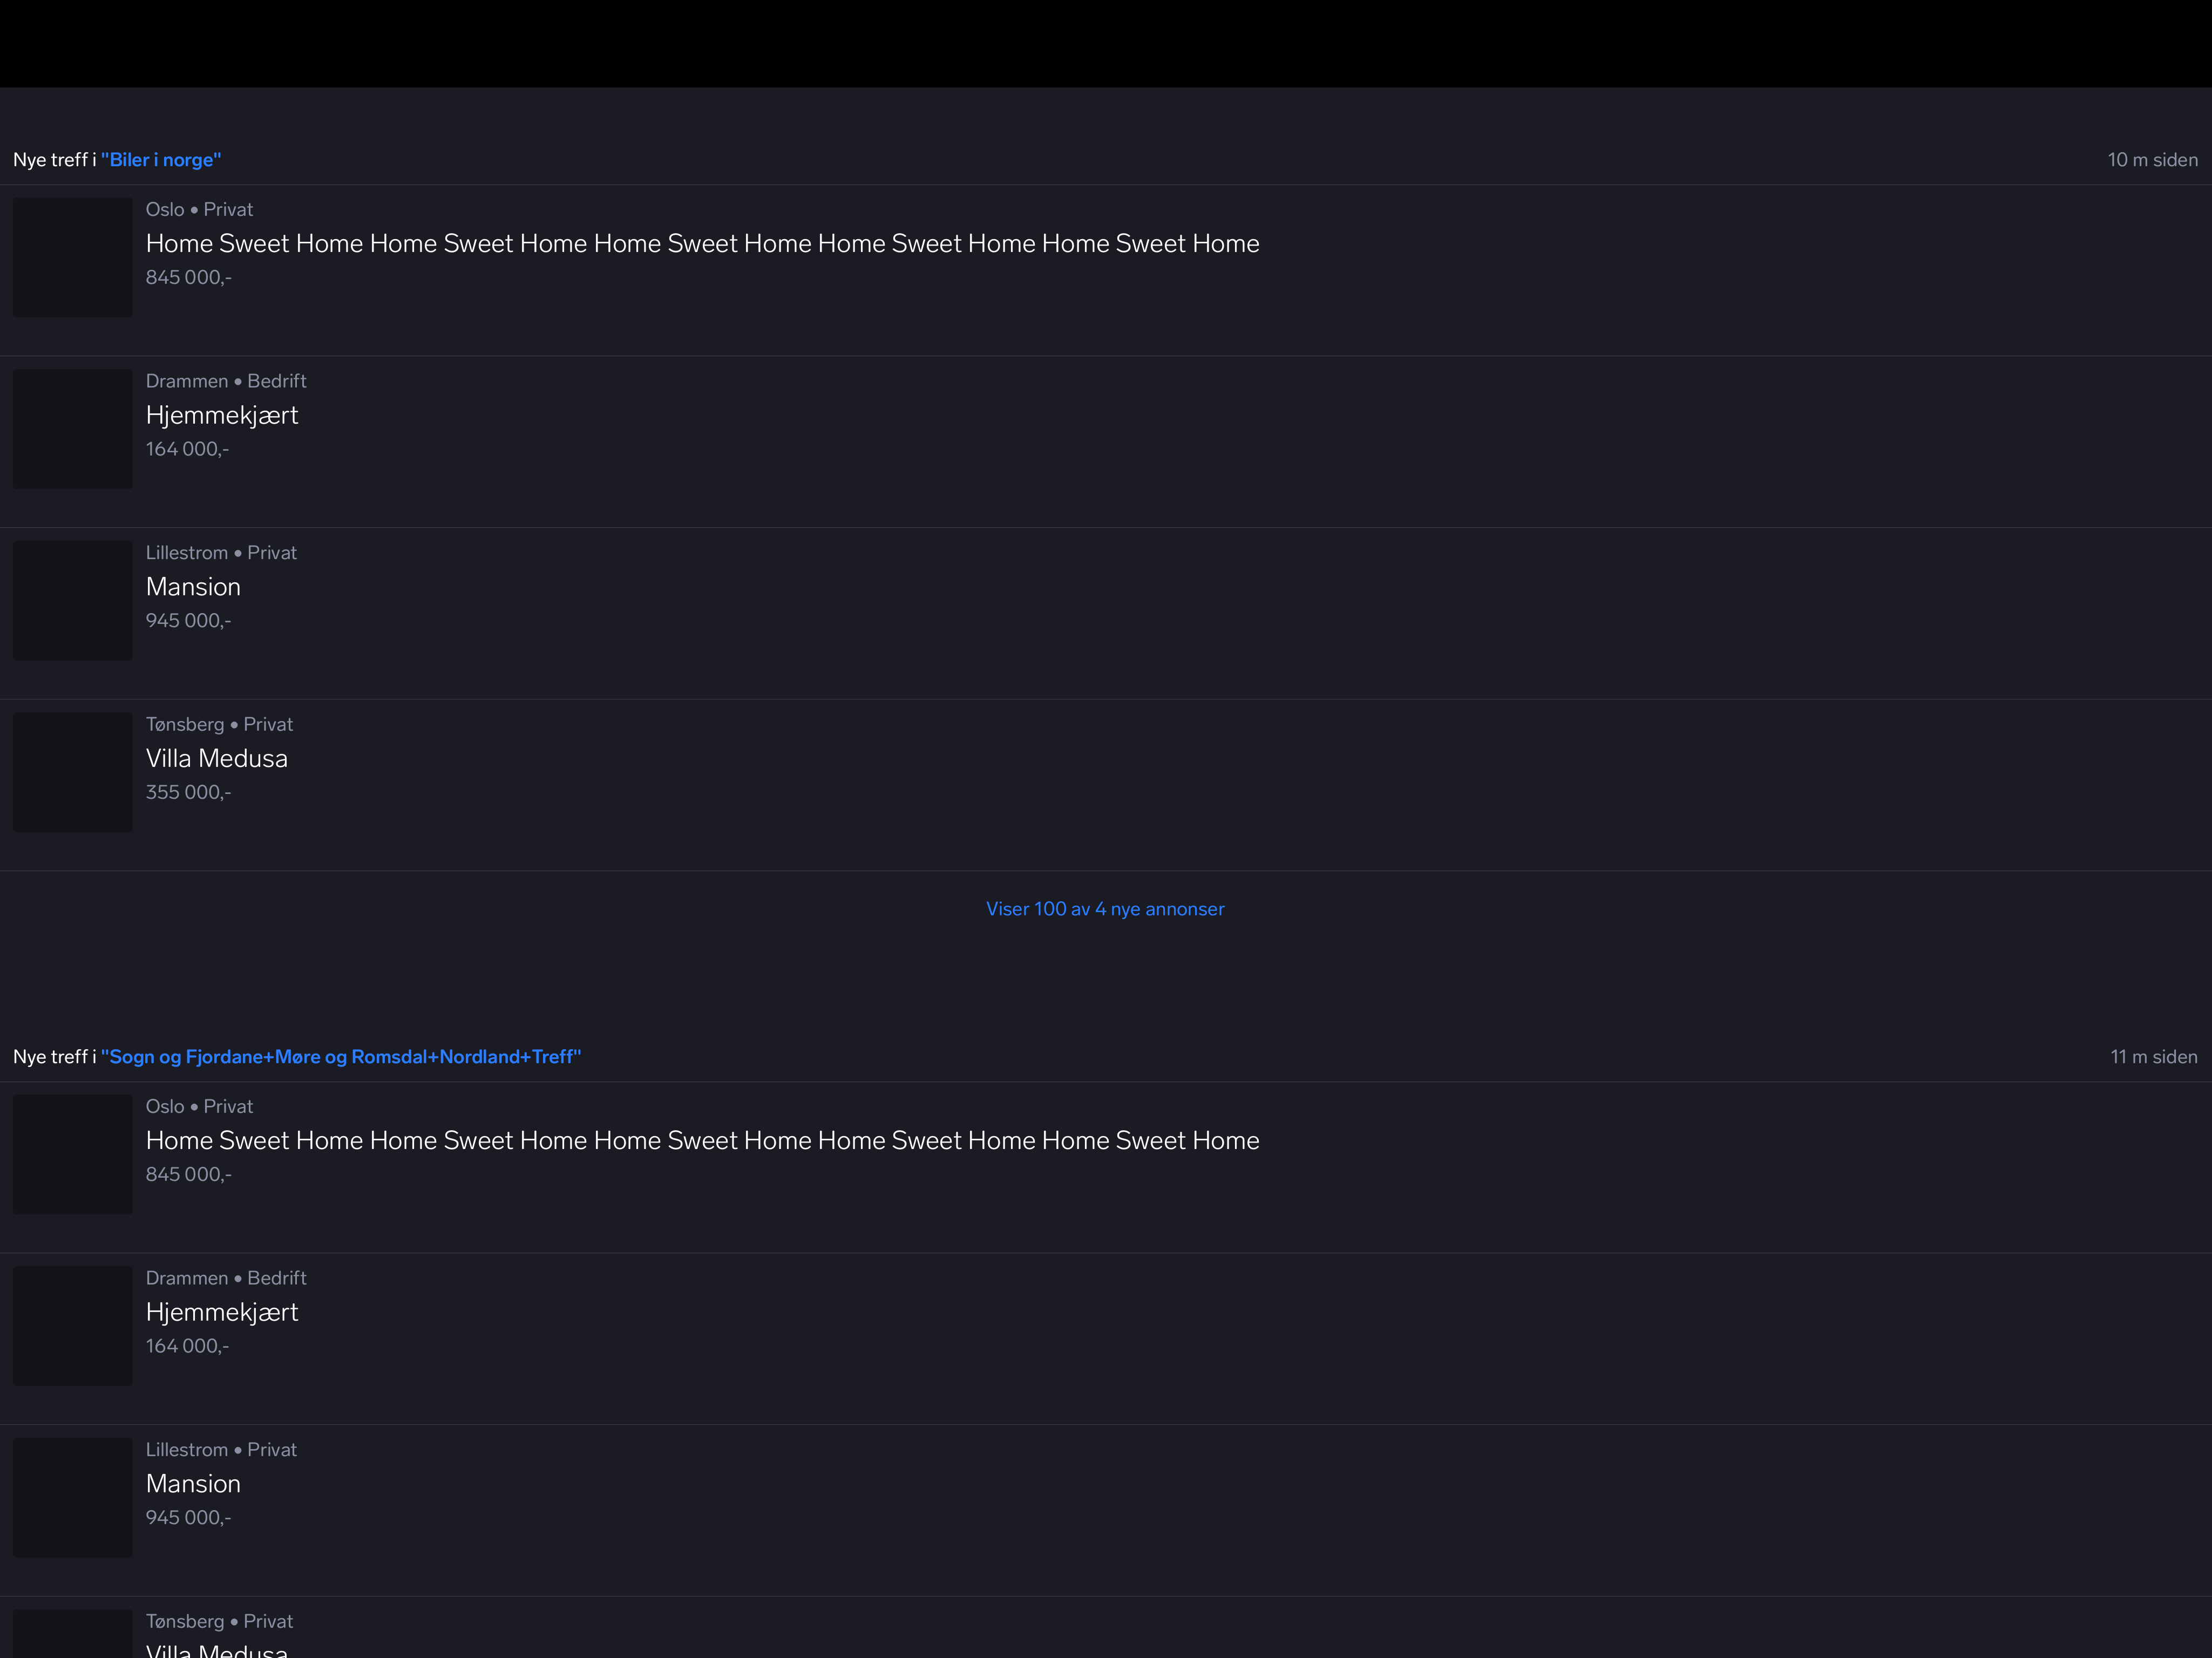 Nye treff i "Biler i norge"
10 m siden
Oslo • Privat
Home Sweet Home Home Sweet Home Home Sweet Home Home Sweet Home Home Sweet Home
845 000,-
Drammen • Bedrift
Hjemmekjært
164 000,-
Lillestrom • Privat
Mansion
945 000,-
Tønsberg • Privat
Villa Medusa
355 000,-
Viser 100 av 4 nye annonser
Nye treff i "Sogn og Fjordane+Møre og Romsdal+Nordland+Treff"
11 m siden
Oslo • Privat
Home Sweet Home Home Sweet Home Home Sweet Home Home Sweet Home Home Sweet Home
845 000,-
Drammen • Bedrift
Hjemmekjært
164 000,-
Lillestrom • Privat
Mansion
945 000,-
Tønsberg • Privat
Villa Medusa